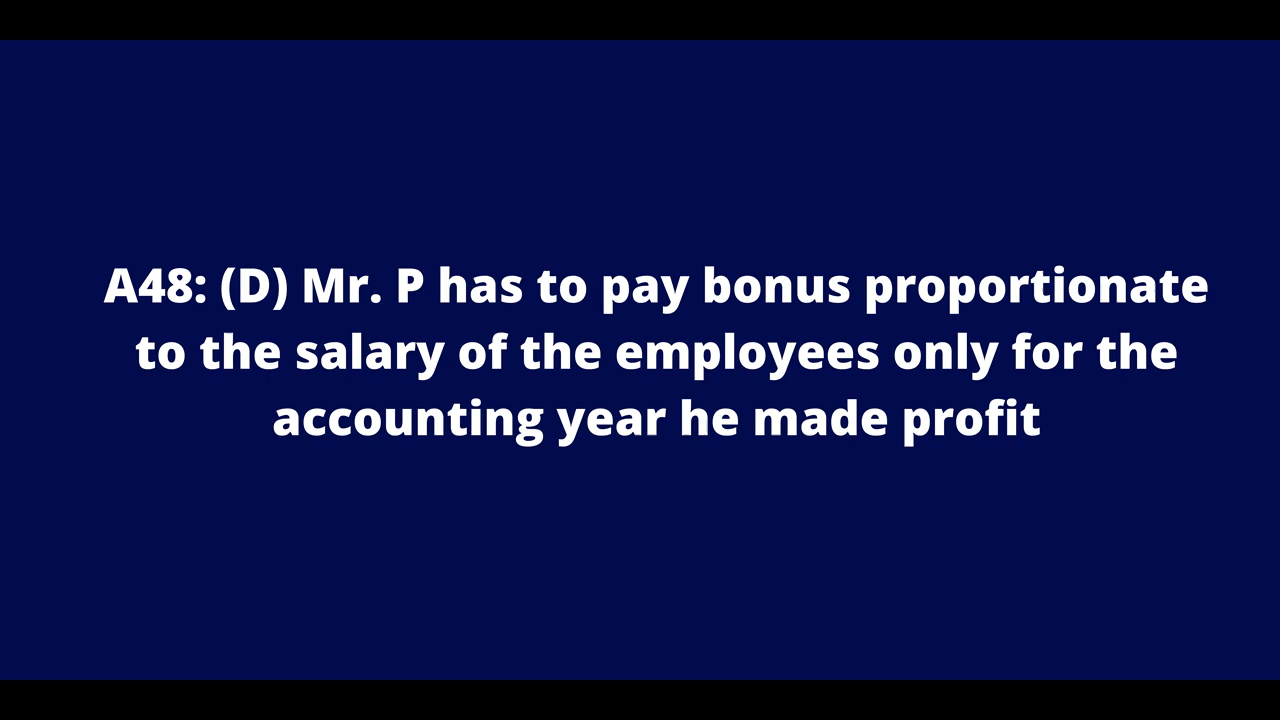 A48: (D) Mr. P has to pay bonus proportionate
to the salary of the employees only for the
accounting year he made profit